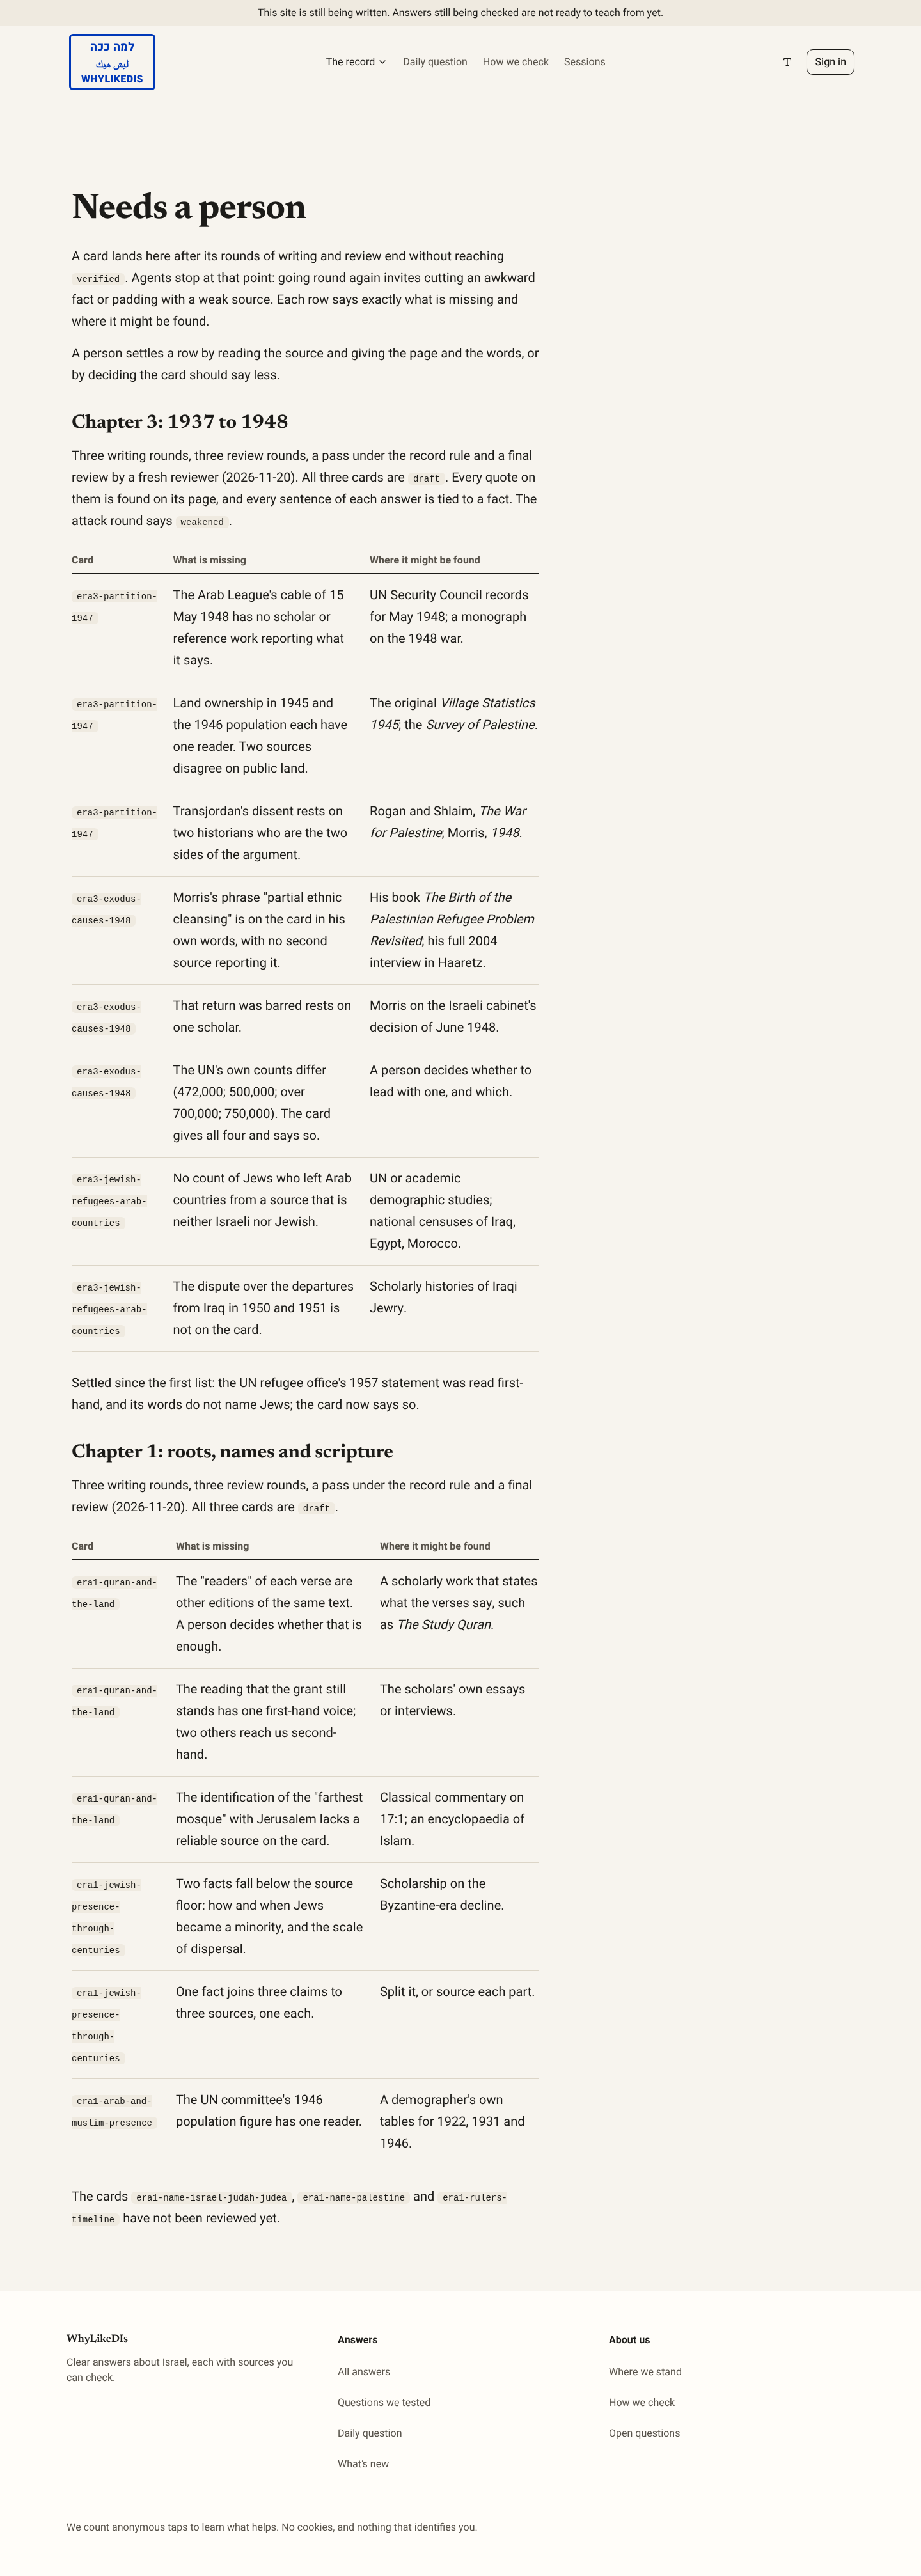 This site is still being written. Answers still being checked are not ready to teach from yet.
למה ככה
ليش هيك
WHYLIKEDIS
The record
Daily question
How we check
Sessions
T
Sign in
Needs a person
A card lands here after its rounds of writing and review end without reaching
verified. Agents stop at that point: going round again invites cutting an awkward
fact or padding with a weak source. Each row says exactly what is missing and
where it might be found.
A person settles a row by reading the source and giving the page and the words, or
by deciding the card should say less.
Chapter 3: 1937 to 1948
Three writing rounds, three review rounds, a pass under the record rule and a final
review by a fresh reviewer (2026-11-20). All three cards are draft. Every quote on
them is found on its page, and every sentence of each answer is tied to a fact. The
attack round says weakened.
Card
What is missing
Where it might be found
era3-partition-
1947
The Arab League's cable of 15
May 1948 has no scholar or
reference work reporting what
it says.
UN Security Council records
for May 1948; a monograph
on the 1948 war.
era3-partition-
1947
Land ownership in 1945 and
the 1946 population each have
one reader. Two sources
disagree on public land.
The original Village Statistics
1945; the Survey of Palestine.
era3-partition-
1947
Transjordan's dissent rests on
two historians who are the two
sides of the argument.
Rogan and Shlaim, The War
for Palestine; Morris, 1948.
era3-exodus-
causes-1948
Morris's phrase "partial ethnic
cleansing" is on the card in his
own words, with no second
source reporting it.
His book The Birth of the
Palestinian Refugee Problem
Revisited; his full 2004
interview in Haaretz.
era3-exodus-
causes-1948
That return was barred rests on
one scholar.
Morris on the Israeli cabinet's
decision of June 1948.
era3-exodus-
causes-1948
The UN's own counts differ
(472,000; 500,000; over
700,000; 750,000). The card
gives all four and says so.
A person decides whether to
lead with one, and which.
era3-jewish-
refugees-arab-
countries
No count of Jews who left Arab
countries from a source that is
neither Israeli nor Jewish.
UN or academic
demographic studies;
national censuses of Iraq,
Egypt, Morocco.
era3-jewish-
refugees-arab-
countries
The dispute over the departures
from Iraq in 1950 and 1951 is
not on the card.
Scholarly histories of Iraqi
Jewry.
Settled since the first list: the UN refugee office's 1957 statement was read first-
hand, and its words do not name Jews; the card now says so.
Chapter 1: roots, names and scripture
Three writing rounds, three review rounds, a pass under the record rule and a final
review (2026-11-20). All three cards are draft.
Card
What is missing
Where it might be found
era1-quran-and-
the-land
The "readers" of each verse are
other editions of the same text.
A person decides whether that is
enough.
A scholarly work that states
what the verses say, such
as The Study Quran.
era1-quran-and-
the-land
The reading that the grant still
stands has one first-hand voice;
two others reach us second-
hand.
The scholars' own essays
or interviews.
era1-quran-and-
the-land
The identification of the "farthest
mosque" with Jerusalem lacks a
reliable source on the card.
Classical commentary on
17:1; an encyclopaedia of
Islam.
era1-jewish-
presence-
through-
centuries
Two facts fall below the source
floor: how and when Jews
became a minority, and the scale
of dispersal.
Scholarship on the
Byzantine-era decline.
era1-jewish-
presence-
through-
centuries
One fact joins three claims to
three sources, one each.
Split it, or source each part.
era1-arab-and-
muslim-presence
The UN committee's 1946
population figure has one reader.
A demographer's own
tables for 1922, 1931 and
1946.
The cards era1-name-israel-judah-judea, era1-name-palestine and era1-rulers-
timeline have not been reviewed yet.
WhyLikeDIs
Clear answers about Israel, each with sources you
can check.
Answers
All answers
Questions we tested
Daily question
What's new
About us
Where we stand
How we check
Open questions
We count anonymous taps to learn what helps. No cookies, and nothing that identifies you.